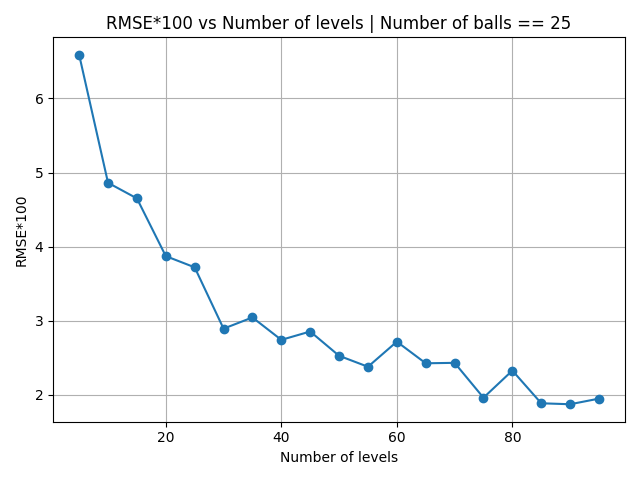 RMSE*100 vs Number of levels | Number of balls == 25
RMSE*100
6
5
4
3
2
20 40 60 80
Number of levels